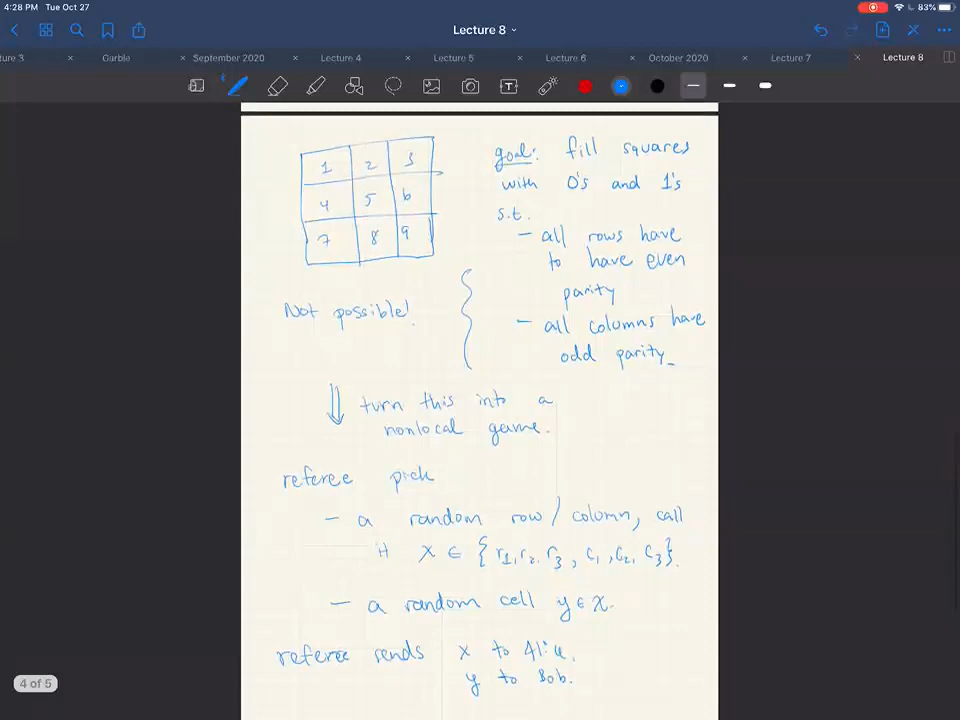 4:28 PM Tue Oct 27
83%
Lecture 8
ure 3
Garble
September 2020
Lecture 4
Lecture 5
Lecture 6
October 2020
Lecture 7
Lecture 8
1 2 3
4 5 6
7 8 9
goal: fill squares
with 0's and 1's
s.t.
- all rows have
to have even
parity
- all columns have
odd parity
Not possible!
turn this into a
nonlocal game.
referee pick
- a random row/column, call
it x ∈ {r1, r2, r3, c1, c2, c3}.
- a random cell y ∈ x.
referee sends x to Alice.
y to Bob.
4 of 5